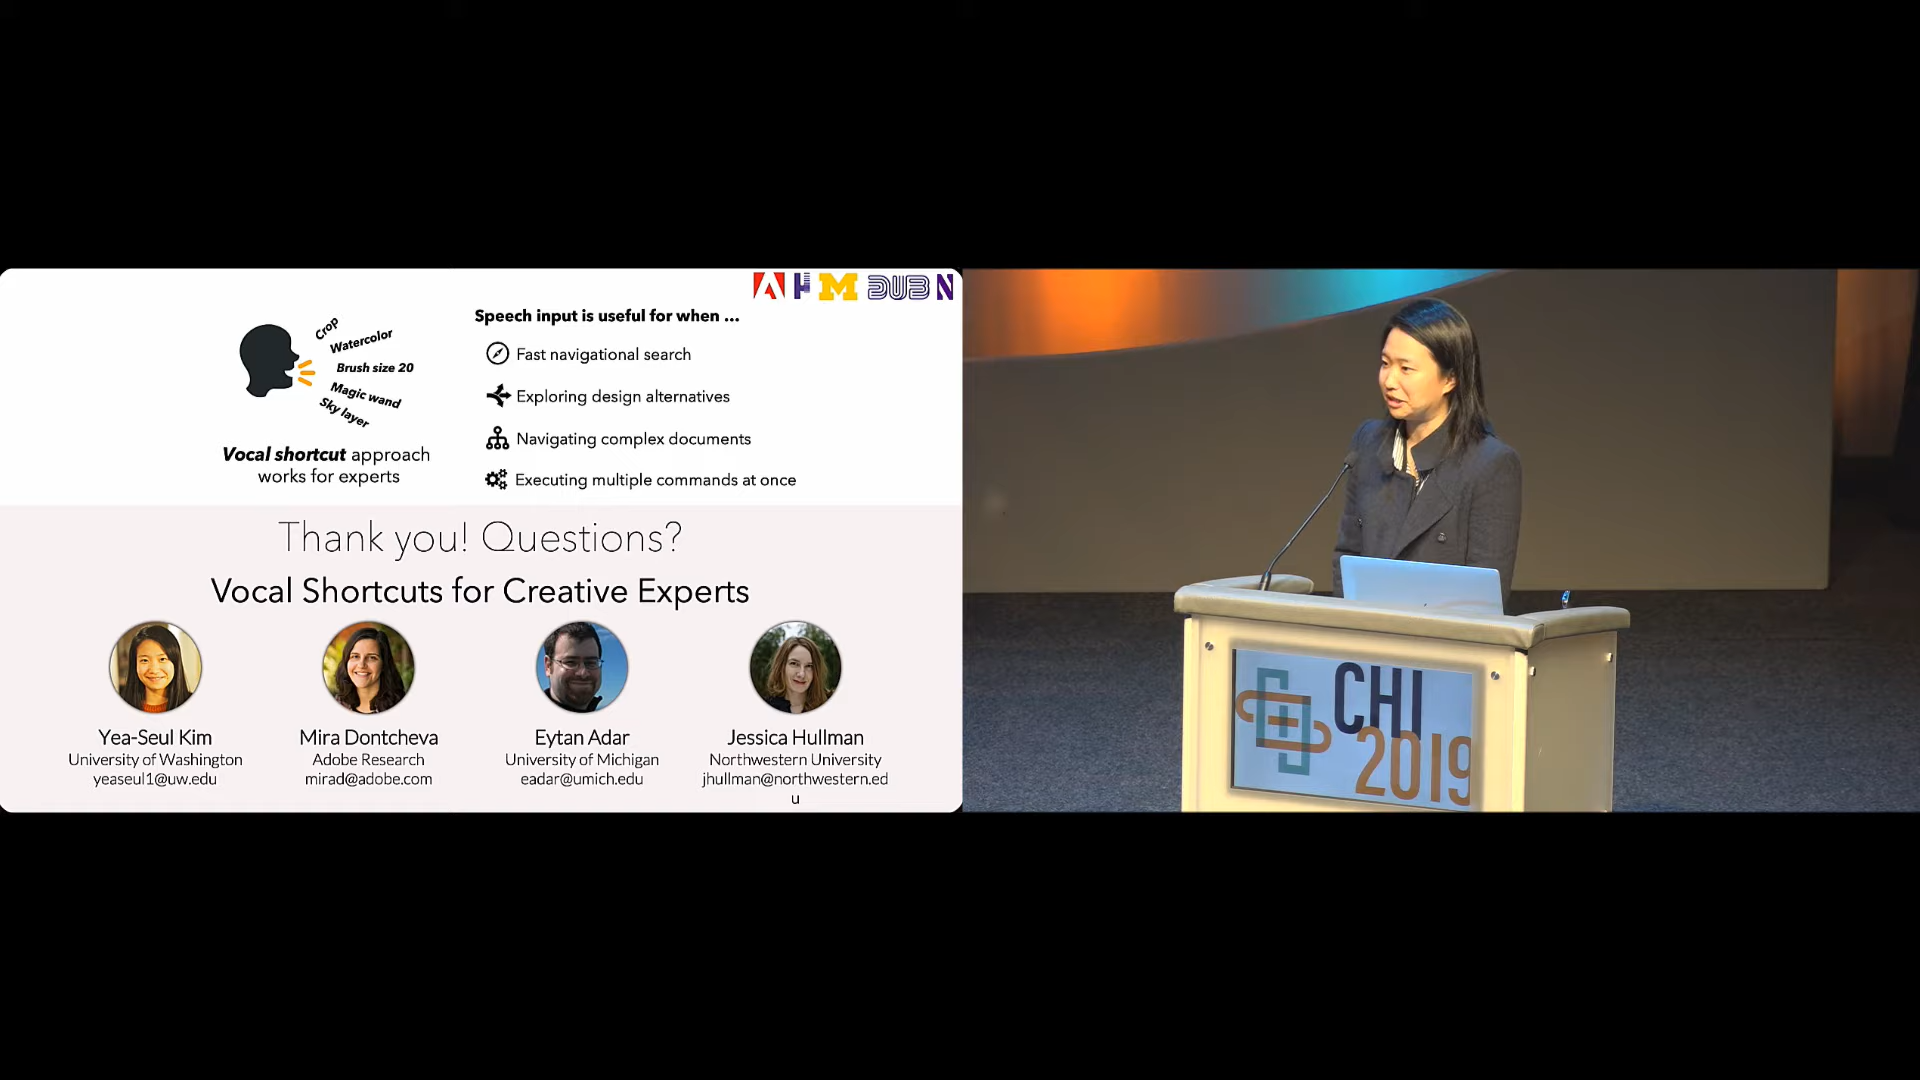 Crop
Watercolor
Brush size 20
Magic wand
Sky layer
Vocal shortcut approach
works for experts
M DUB N
Speech input is useful for when ...
Fast navigational search
Exploring design alternatives
Navigating complex documents
Executing multiple commands at once
Thank you! Questions?
Vocal Shortcuts for Creative Experts
Yea-Seul Kim
University of Washington
yeaseul1@uw.edu
Mira Dontcheva
Adobe Research
mirad@adobe.com
Eytan Adar
University of Michigan
eadar@umich.edu
Jessica Hullman
Northwestern University
jhullman@northwestern.ed
u
CHI
2019